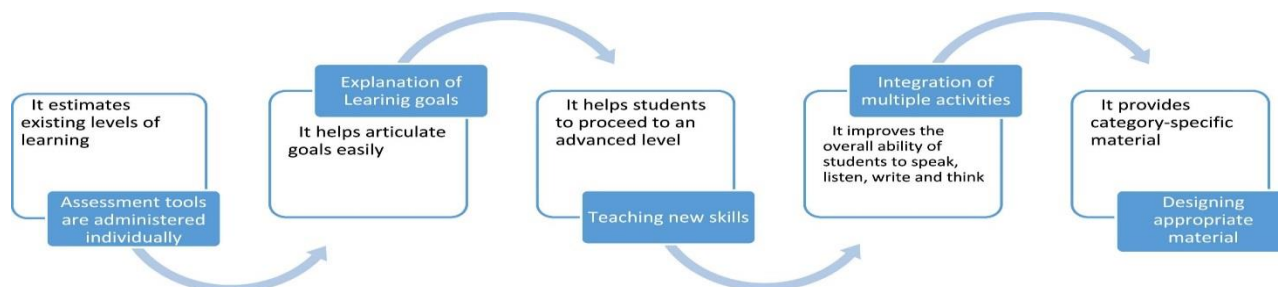 It estimates
existing levels of
learning
Assessment tools
are administered
individually
Explanation of
Learinig goals
It helps articulate
goals easily
It helps students
to proceed to an
advanced level
Teaching new skills
Integration of
multiple activities
It improves the
overall ability of
students to speak,
listen, write and think
It provides
category-specific
material
Designing
appropriate
material